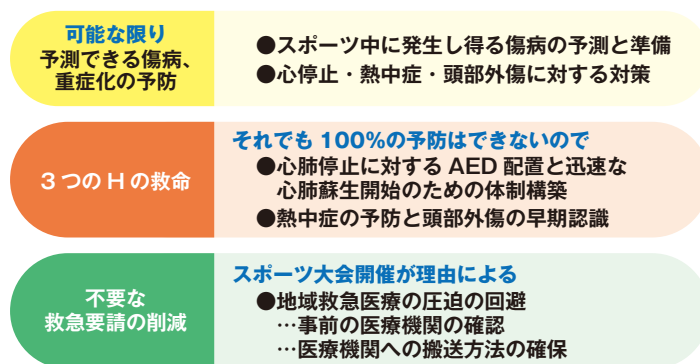 可能な限り
予測できる傷病、
重症化の予防
●スポーツ中に発生し得る傷病の予測と準備
●心停止・熱中症・頭部外傷に対する対策
3つのHの救命
それでも100%の予防はできないので
●心肺停止に対するAED配置と迅速な
心肺蘇生開始のための体制構築
●熱中症の予防と頭部外傷の早期認識
不要な
救急要請の削減
スポーツ大会開催が理由による
●地域救急医療の圧迫の回避
…事前の医療機関の確認
…医療機関への搬送方法の確保